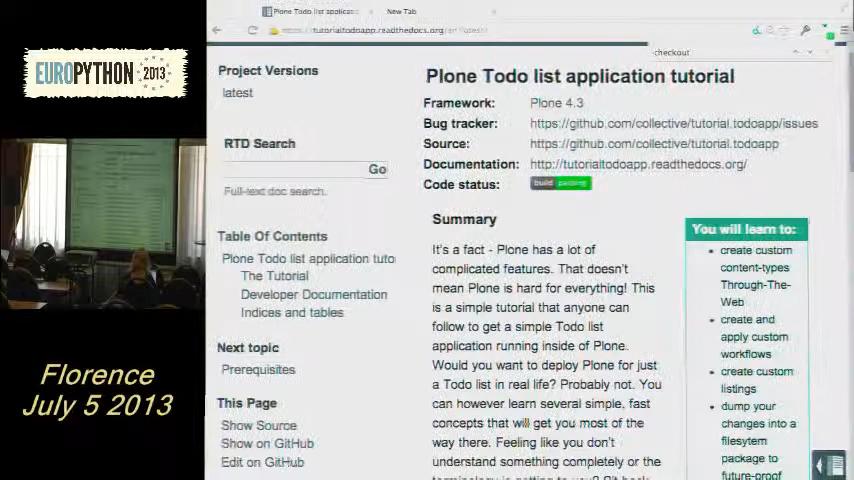 Plone Todo list applicat
New Tab
tutorialtodoapp.readthedocs.org
checkout
EUROPYTHON 2013
Project Versions
latest
RTD Search
Go
Full-text doc search.
Table Of Contents
Plone Todo list application tuto
The Tutorial
Developer Documentation
Indices and tables
Next topic
Prerequisites
This Page
Show Source
Show on GitHub
Edit on GitHub
Plone Todo list application tutorial
Framework: Plone 4.3
Bug tracker: https://github.com/collective/tutorial.todoapp/issues
Source: https://github.com/collective/tutorial.todoapp
Documentation: http://tutorialtodoapp.readthedocs.org/
Code status: build passing
Summary
It's a fact - Plone has a lot of
complicated features. That doesn't
mean Plone is hard for everything! This
is a simple tutorial that anyone can
follow to get a simple Todo list
application running inside of Plone.
Would you want to deploy Plone for just
a Todo list in real life? Probably not. You
can however learn several simple, fast
concepts that will get you most of the
way there. Feeling like you don't
understand something completely or the
You will learn to:
create custom
content-types
Through-The-
Web
create and
apply custom
workflows
create custom
listings
dump your
changes into a
filesytem
package to
future-proof
Florence
July 5 2013